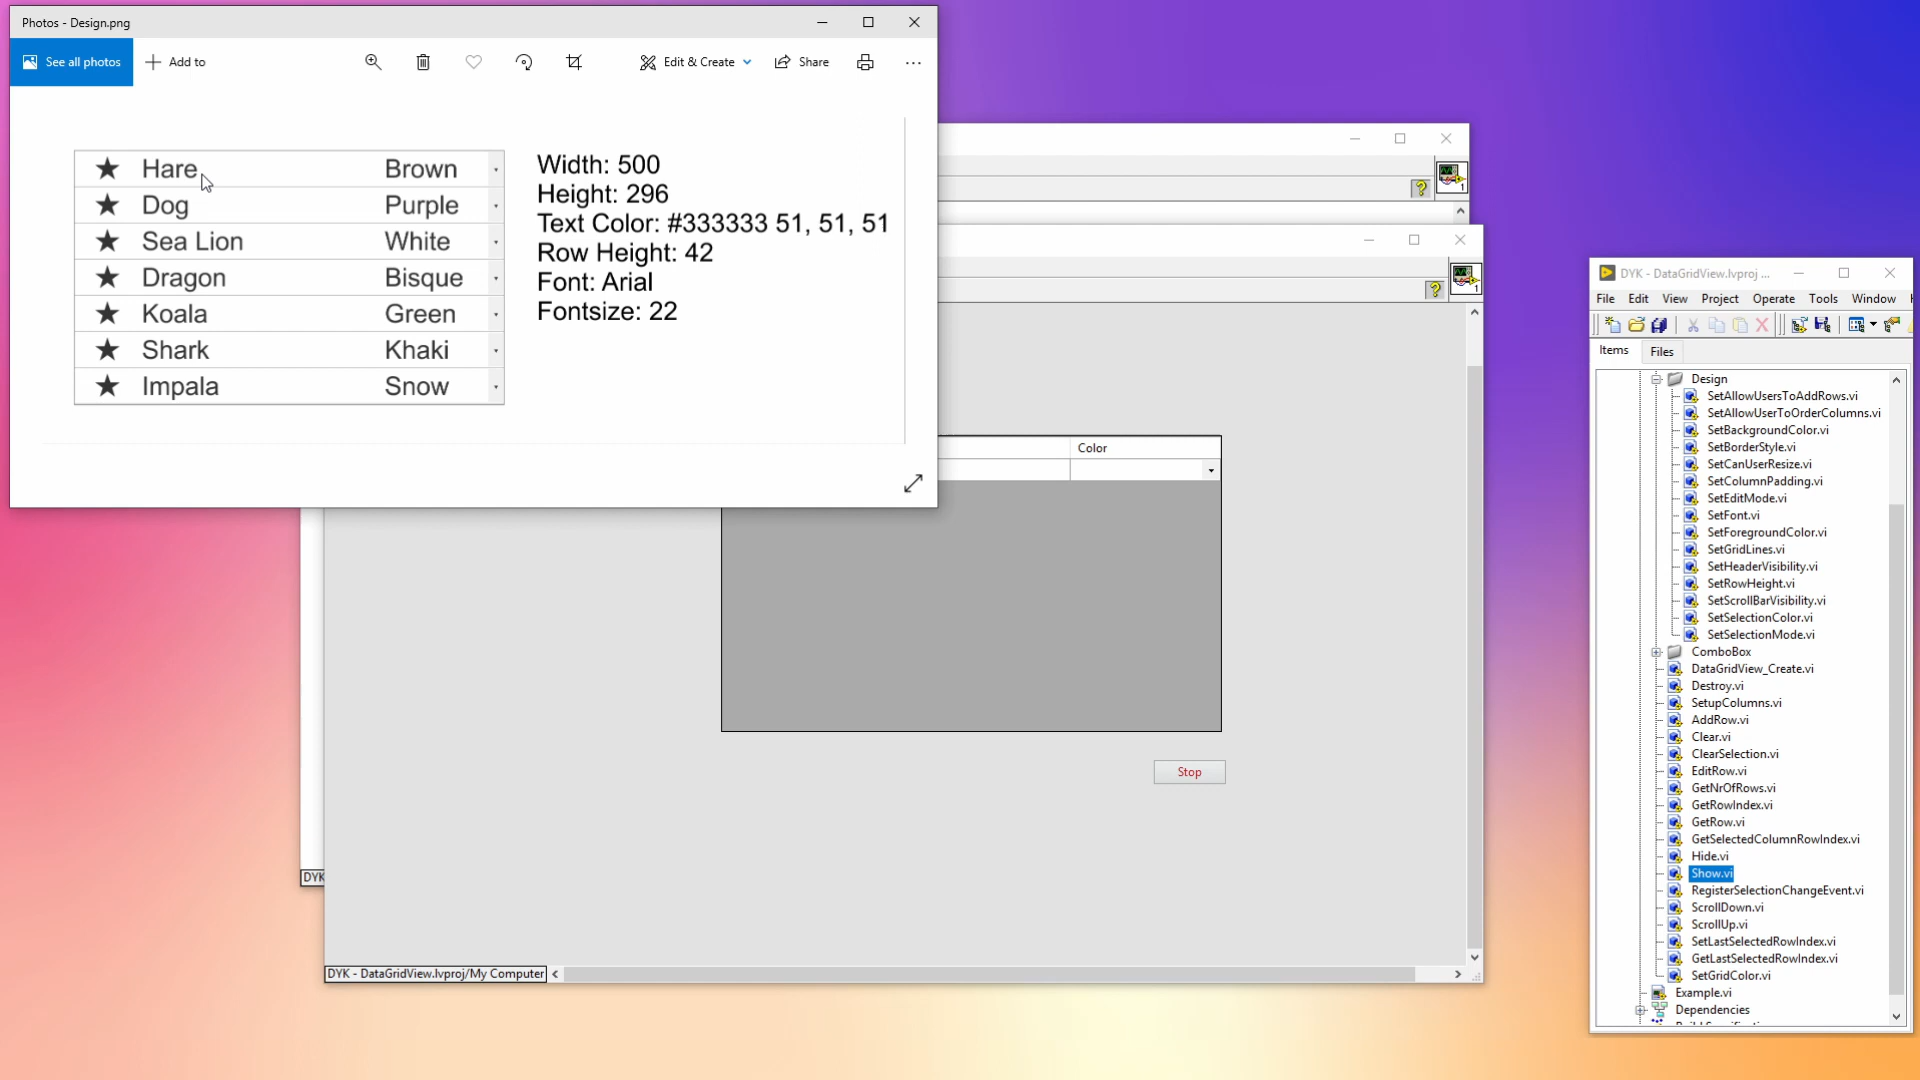 Photos - Design.png
See all photos
Add to
Edit & Create
Share
★ Hare Brown
★ Dog Purple
★ Sea Lion White
★ Dragon Bisque
★ Koala Green
★ Shark Khaki
★ Impala Snow
Width: 500
Height: 296
Text Color: #333333 51, 51, 51
Row Height: 42
Font: Arial
Fontsize: 22
Color
Stop
DYK
DYK - DataGridView.lvproj/My Computer
DYK - DataGridView.lvproj ...
File Edit View Project Operate Tools Window
Items Files
Design
SetAllowUsersToAddRows.vi
SetAllowUserToOrderColumns.vi
SetBackgroundColor.vi
SetBorderStyle.vi
SetCanUserResize.vi
SetColumnPadding.vi
SetEditMode.vi
SetFont.vi
SetForegroundColor.vi
SetGridLines.vi
SetHeaderVisibility.vi
SetRowHeight.vi
SetScrollBarVisibility.vi
SetSelectionColor.vi
SetSelectionMode.vi
ComboBox
DataGridView_Create.vi
Destroy.vi
SetupColumns.vi
AddRow.vi
Clear.vi
ClearSelection.vi
EditRow.vi
GetNrOfRows.vi
GetRowIndex.vi
GetRow.vi
GetSelectedColumnRowIndex.vi
Hide.vi
Show.vi
RegisterSelectionChangeEvent.vi
ScrollDown.vi
ScrollUp.vi
SetLastSelectedRowIndex.vi
GetLastSelectedRowIndex.vi
SetGridColor.vi
Example.vi
Dependencies